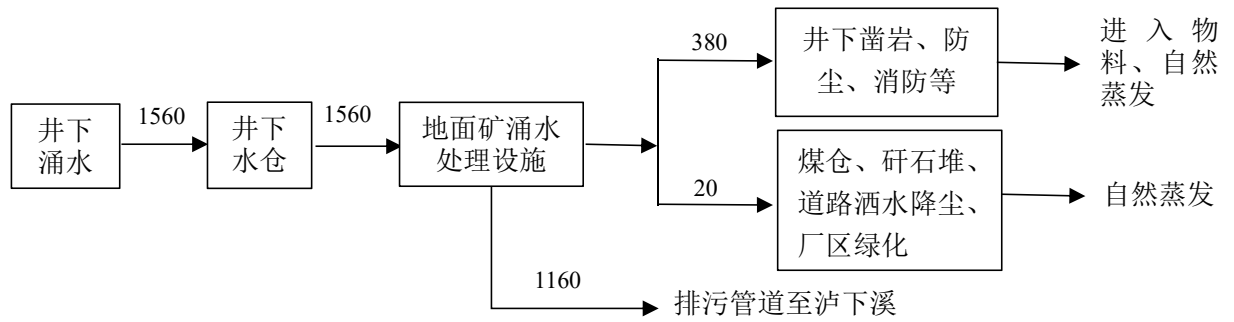 井下
涌水
1560
井下
水仓
1560
地面矿涌水
处理设施
380
井下凿岩、防
尘、消防等
进入物
料、自然
蒸发
20
煤仓、矸石堆、
道路洒水降尘、
厂区绿化
自然蒸发
1160
排污管道至泸下溪